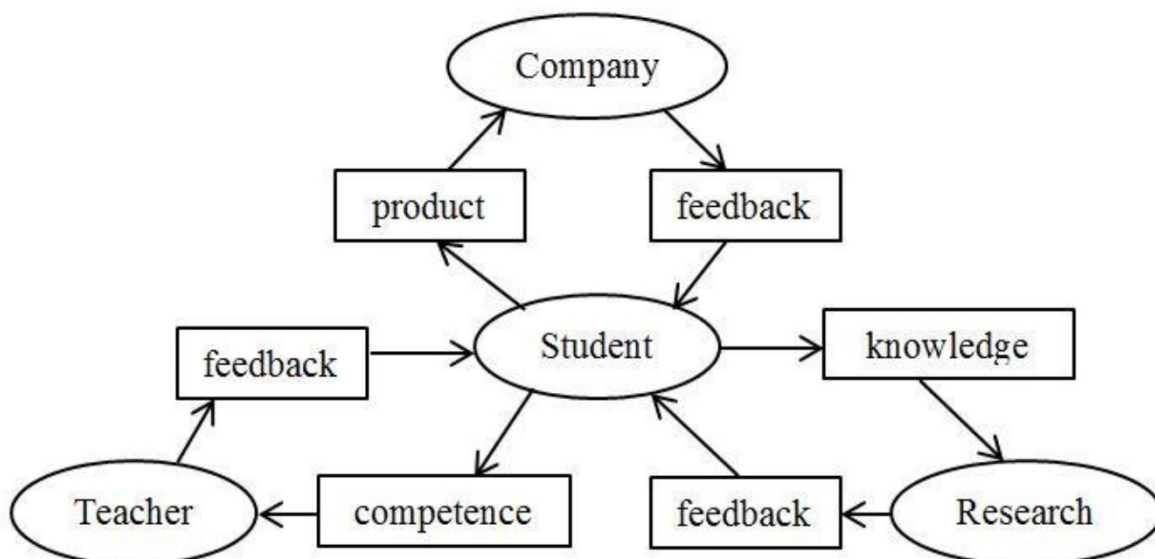 Company
product
feedback
Student
knowledge
feedback
Teacher
competence
feedback
Research